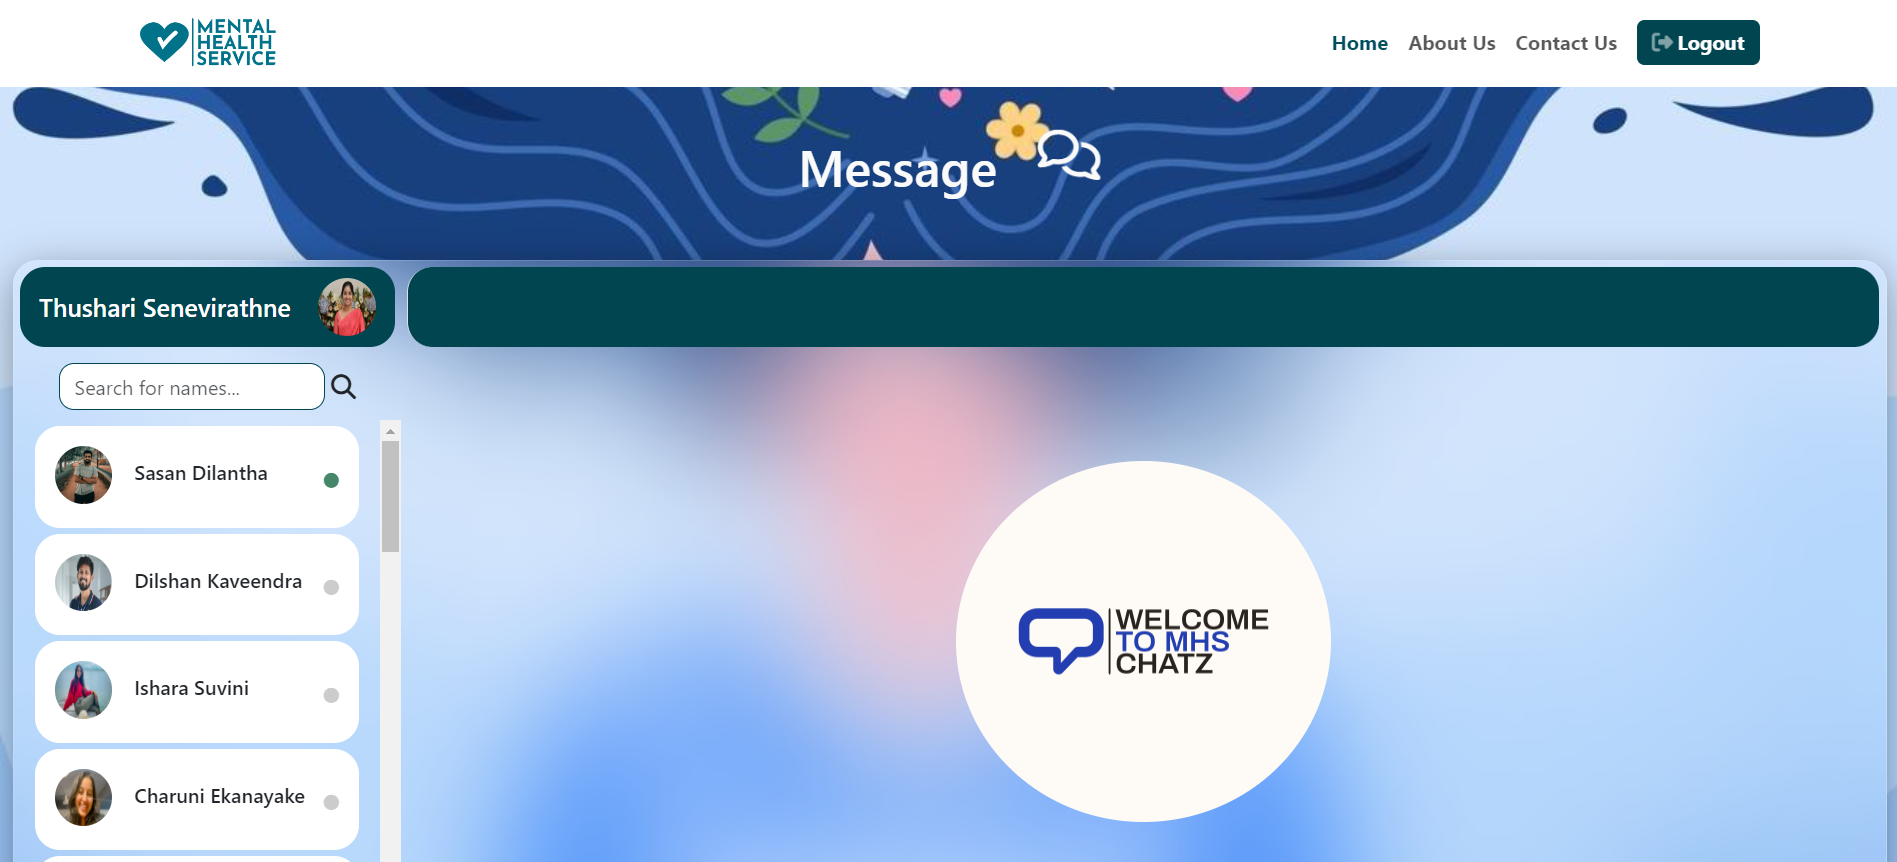 MENTAL
HEALTH
SERVICE
Home About Us Contact Us Logout
Message
Thushari Senevirathne
Search for names...
Sasan Dilantha
Dilshan Kaveendra
Ishara Suvini
Charuni Ekanayake
WELCOME
TO MHS
CHATZ